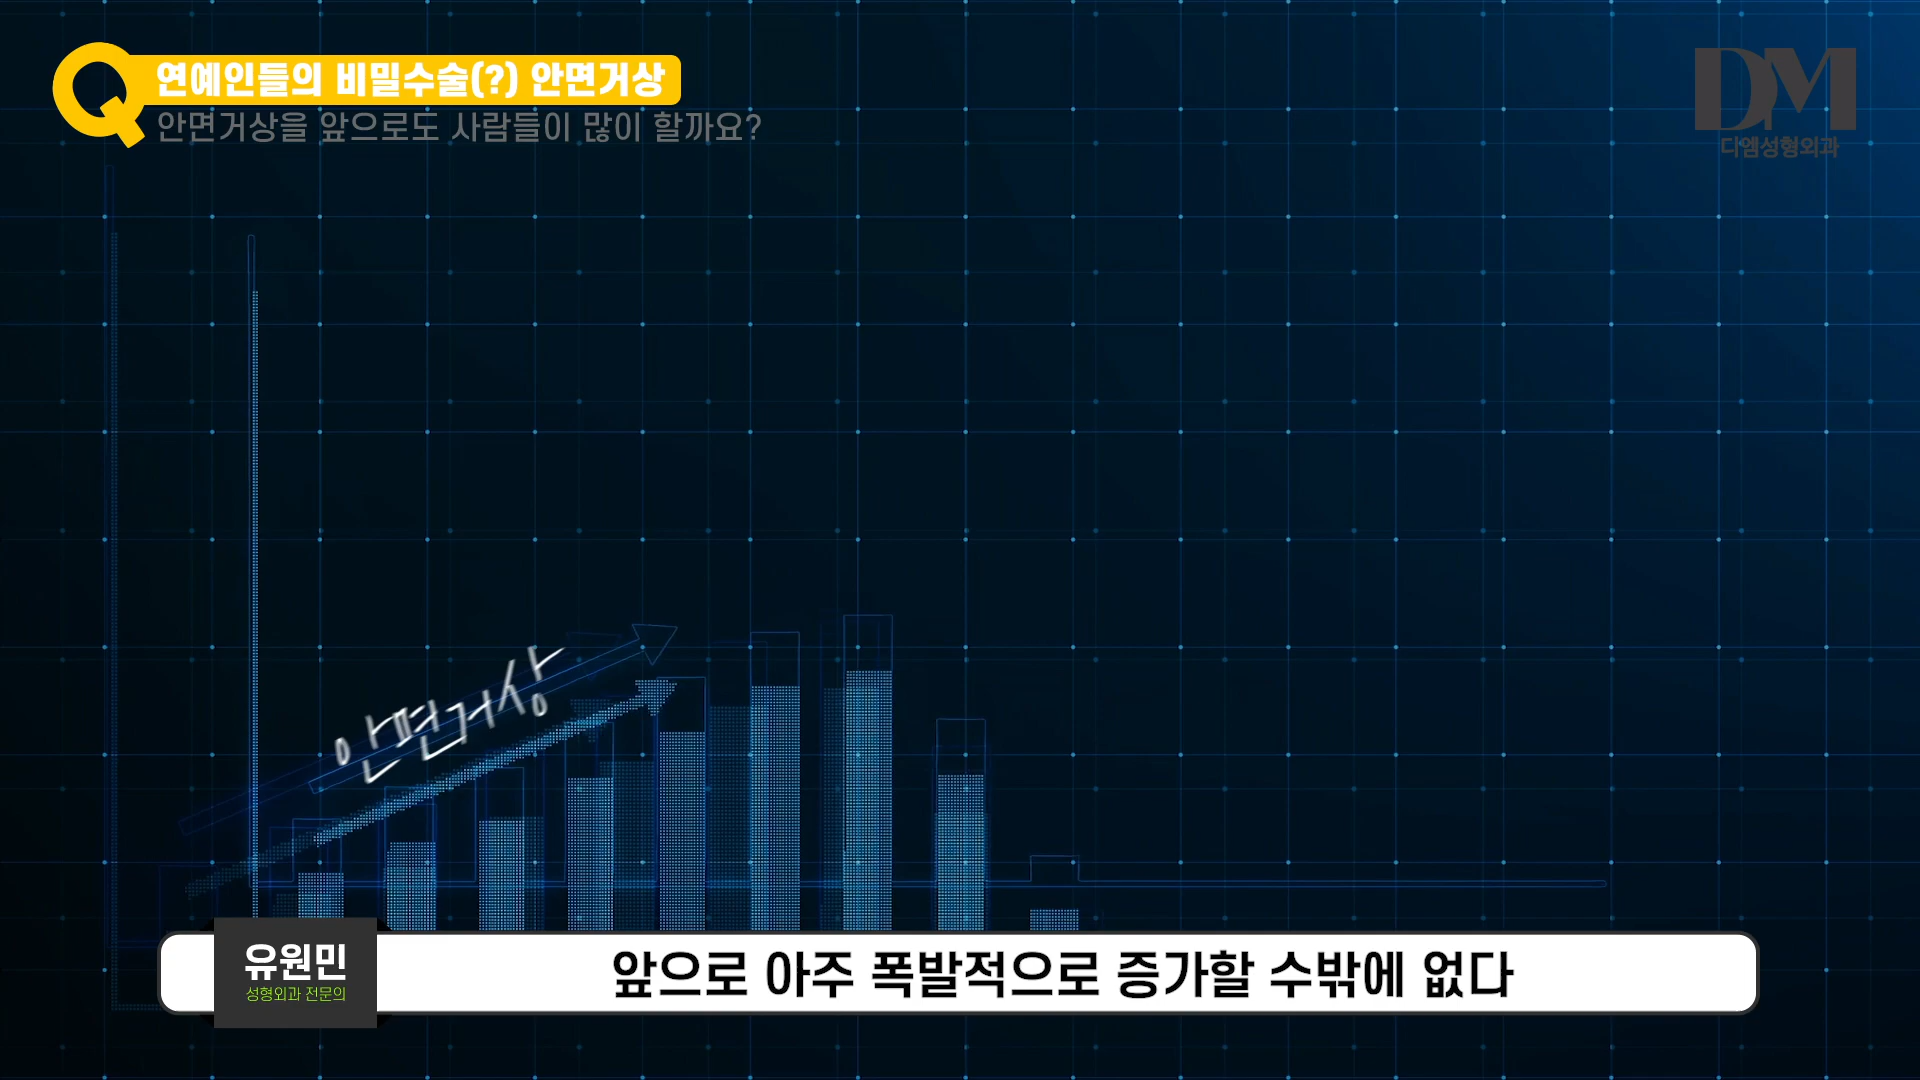 Q
연예인들의 비밀수술(?) 안면거상
안면거상을 앞으로도 사람들이 많이 할까요?
DM
디엠성형외과
안면거상
유원민
성형외과 전문의
앞으로 아주 폭발적으로 증가할 수밖에 없다